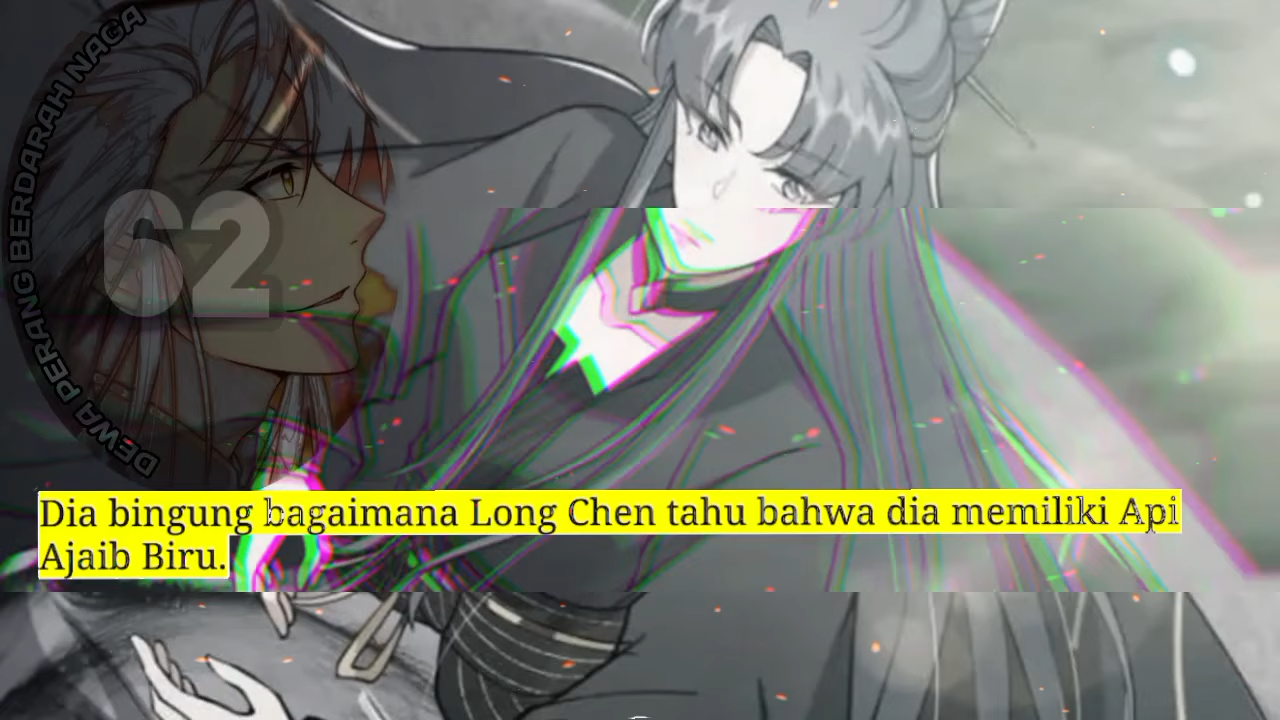 DEWA PERANG BERDARAH NAGA
62
Dia bingung bagaimana Long Chen tahu bahwa dia memiliki Api
Ajaib Biru.